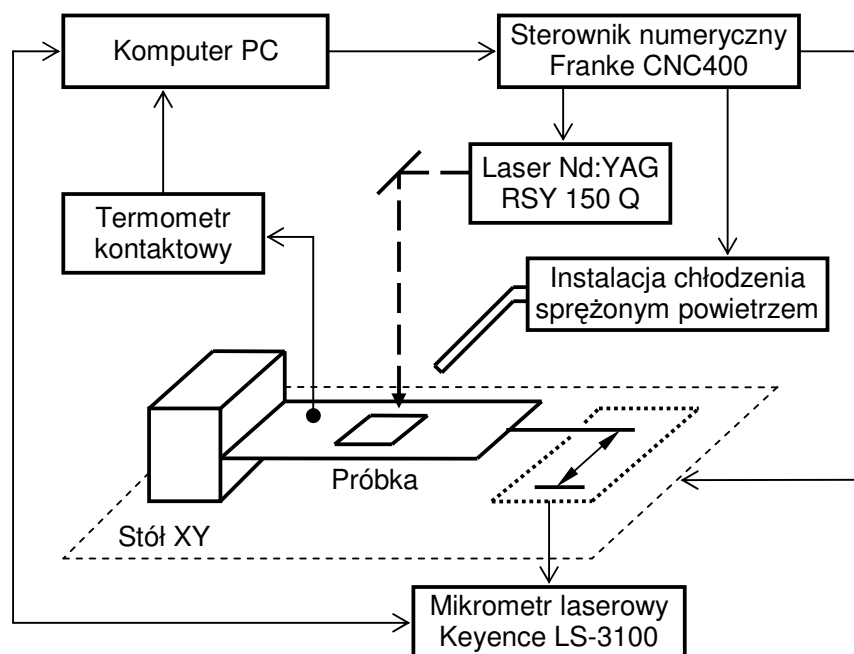 Komputer PC
Sterownik numeryczny
Franke CNC400
Laser Nd:YAG
RSY 150 Q
Termometr
kontaktowy
Instalacja chłodzenia
sprężonym powietrzem
Próbka
Stół XY
Mikrometr laserowy
Keyence LS-3100